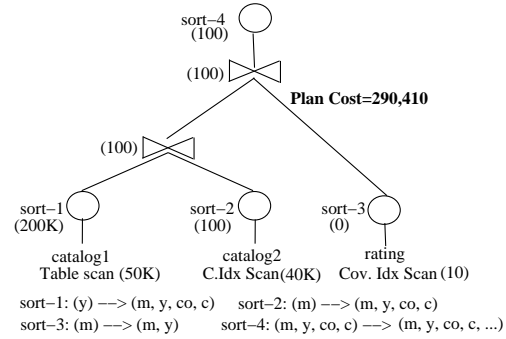 sort−4
(100)
(100)
Plan Cost=290,410
(100)
sort−1
(200K)
sort−2
(100)
sort−3
(0)
catalog1
Table scan (50K)
catalog2
C.Idx Scan(40K)
rating
Cov. Idx Scan (10)
sort−1: (y) −−> (m, y, co, c) sort−2: (m) −−> (m, y, co, c)
sort−3: (m) −−> (m, y) sort−4: (m, y, co, c) −−> (m, y, co, c, ...)